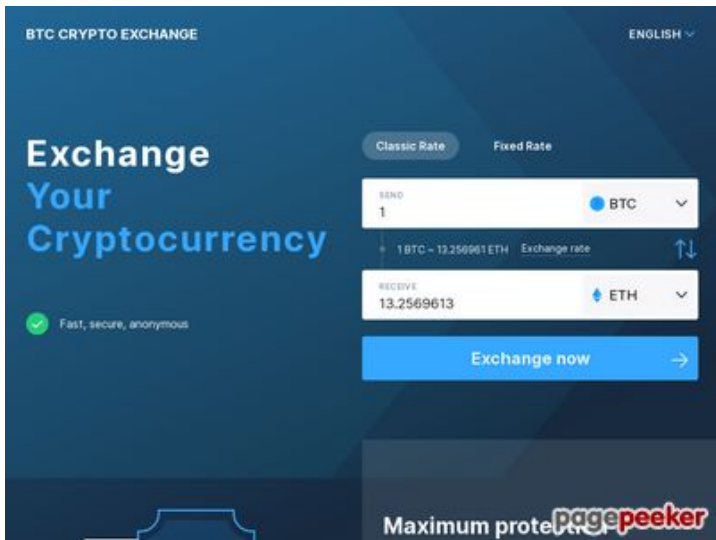 BTC CRYPTO EXCHANGE
ENGLISH
Exchange
Your
Cryptocurrency
Fast, secure, anonymous
Classic Rate
Fixed Rate
SEND
1
BTC
1 BTC ~ 13.256961 ETH
Exchange rate
RECEIVE
13.2569613
ETH
Exchange now
Maximum protection
pagepeeker